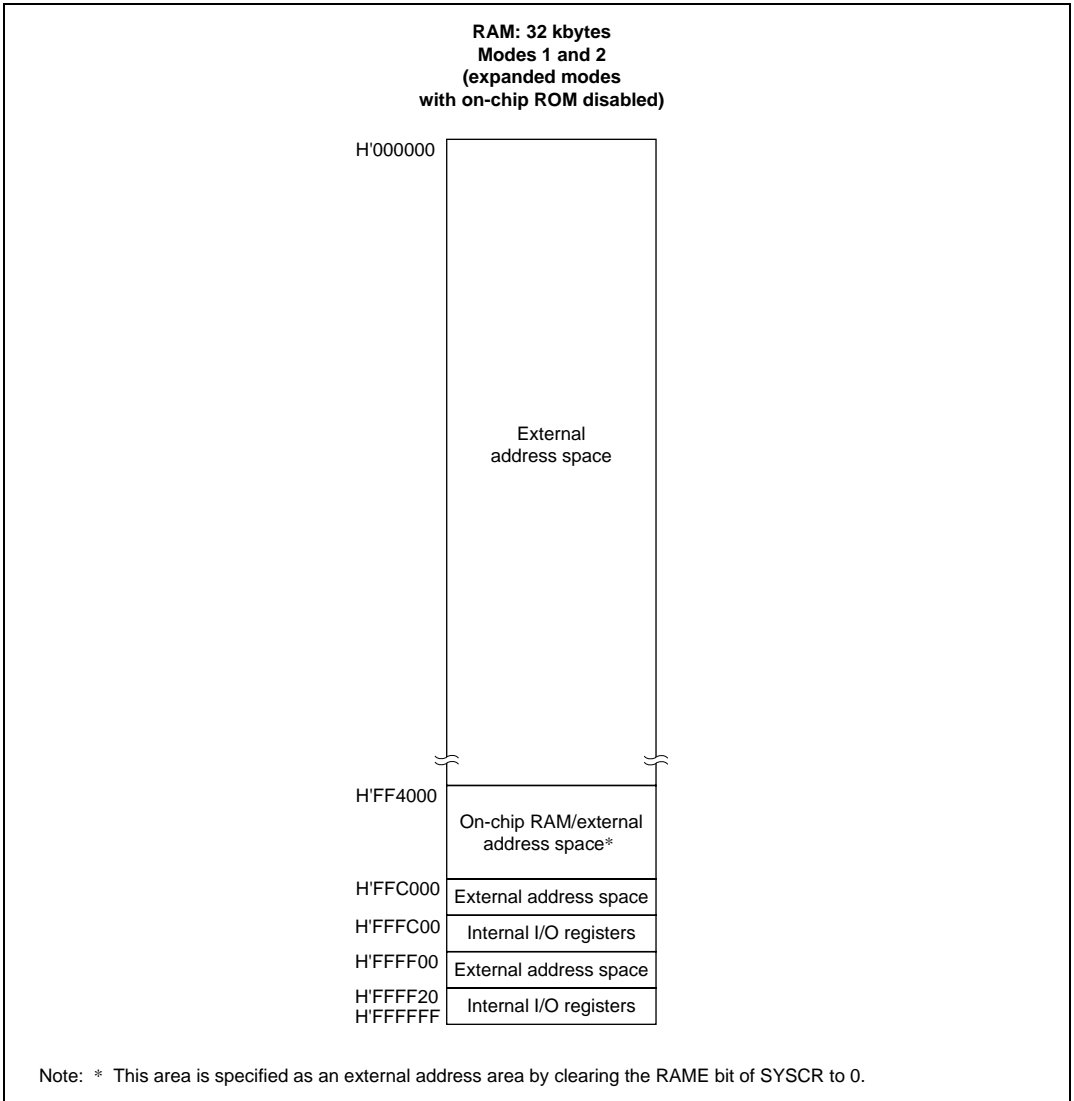 RAM: 32 kbytes
Modes 1 and 2
(expanded modes
with on-chip ROM disabled)
H'000000
External
address space
H'FF4000
On-chip RAM/external
address space*
H'FFC000
External address space
H'FFFC00
Internal I/O registers
H'FFFF00
External address space
H'FFFF20
H'FFFFFF
Internal I/O registers
Note: * This area is specified as an external address area by clearing the RAME bit of SYSCR to 0.